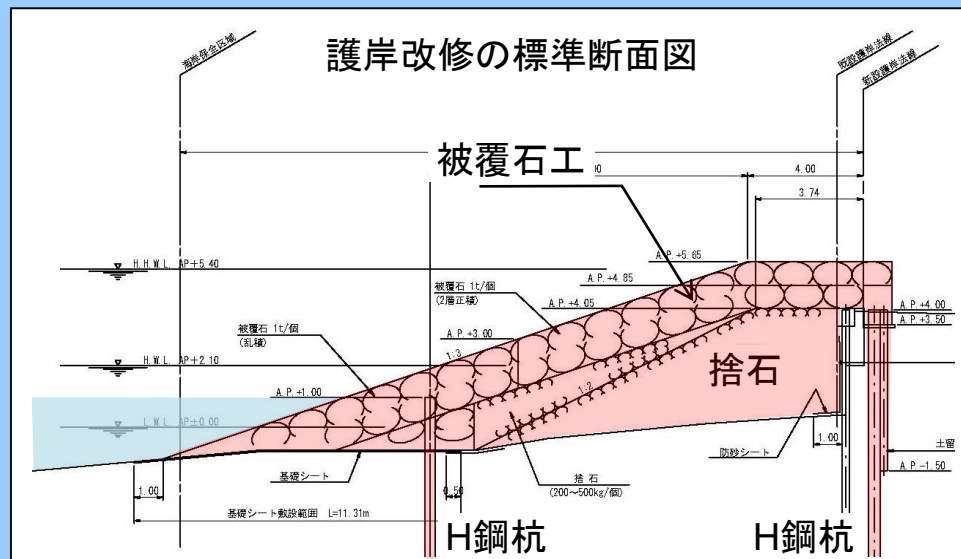 護岸改修の標準断面図
海岸保全区域
既設護岸法線
新設護岸法線
被覆石工
00
4.00
3.74
H.H.W.L. AP+5.40
A.P.+5.65
A.P.+4.85
被覆石 1t/個
(2層正積)
A.P.+4.05
A.P.+4.00
A.P.+3.50
被覆石 1t/個
(乱積)
A.P.+3.00
1:3
H.W.L. AP+2.10
捨石
1:2
A.P.+1.00
L.W.L. AP±0.00
1.00
防砂シート
土留
基礎シート
捨 石
(200~500kg/個)
A.P.-1.50
1.00
0.50
基礎シート敷設範囲 L=11.31m
H鋼杭
H鋼杭